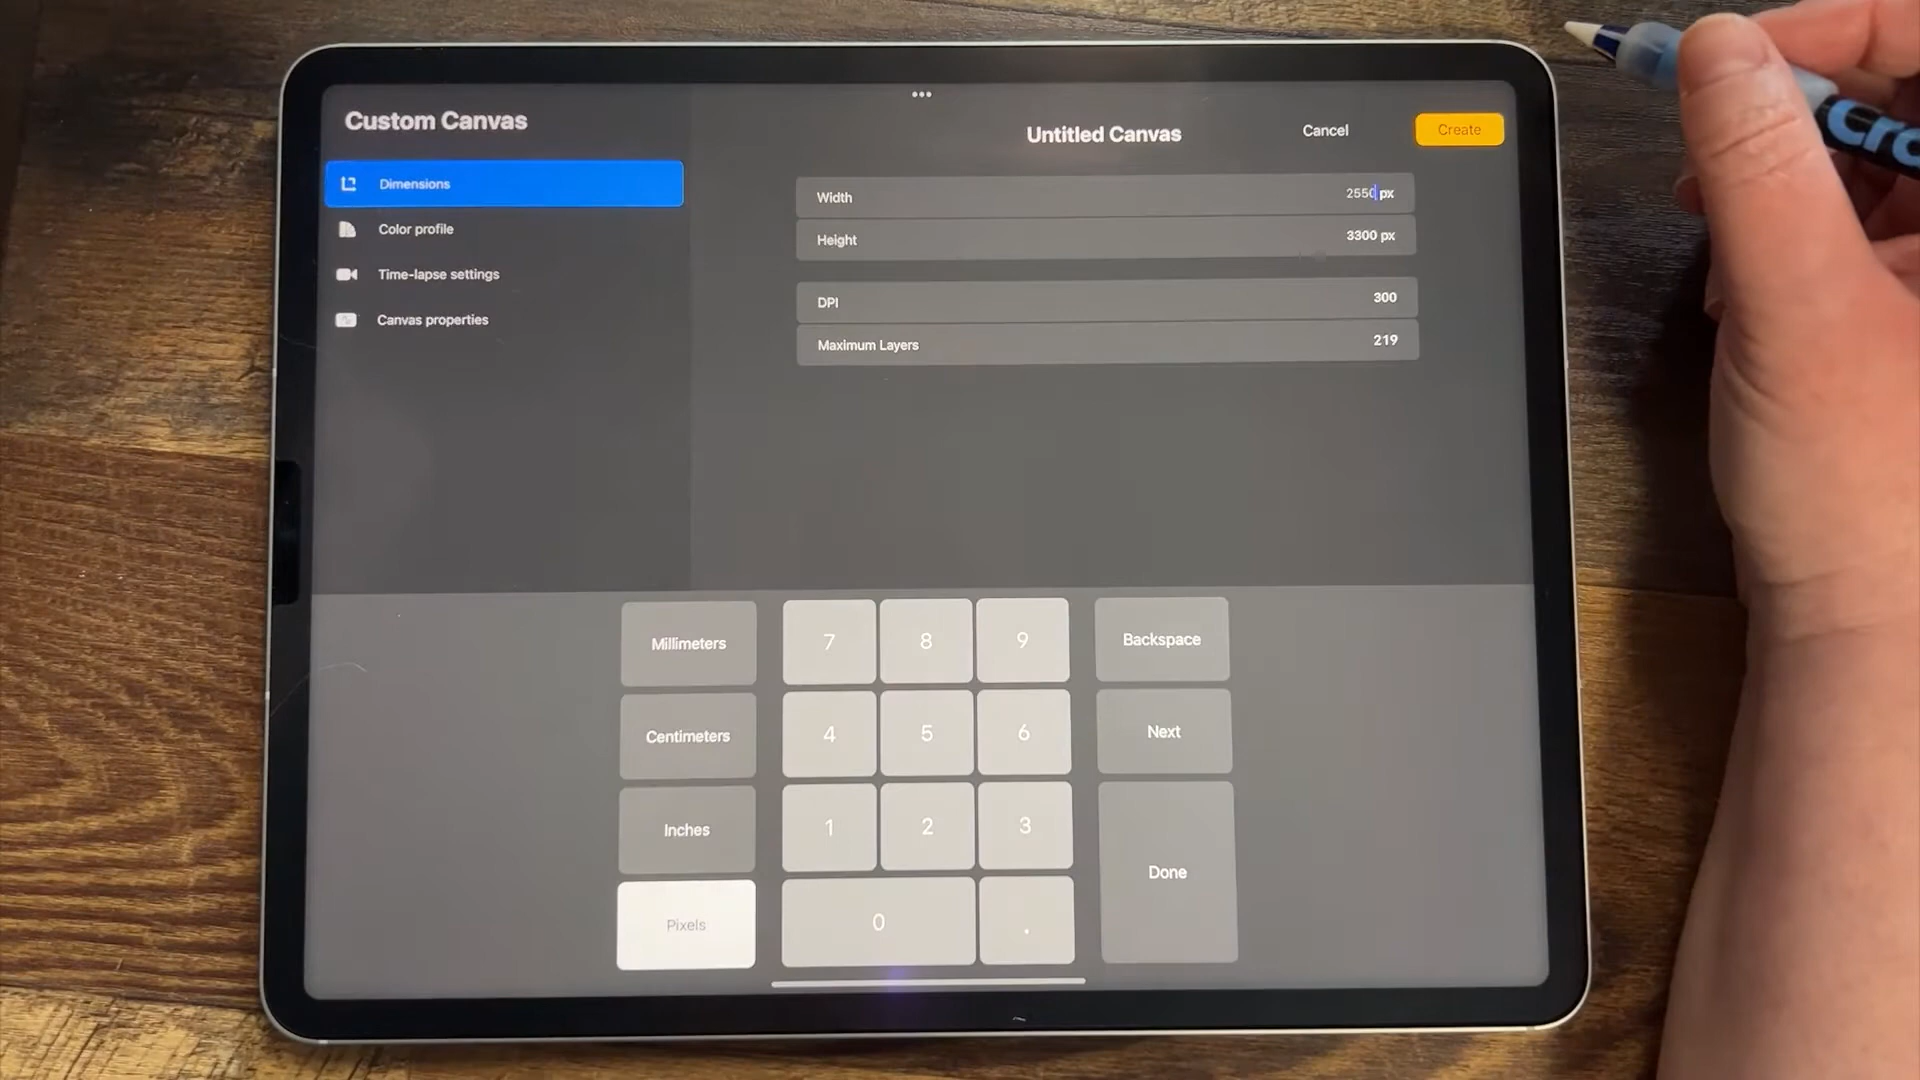 Custom Canvas
Untitled Canvas
Cancel
Create
Dimensions
Color profile
Time-lapse settings
Canvas properties
Width 2550 px
Height 3300 px
DPI 300
Maximum Layers 219
Millimeters 7 8 9 Backspace
Centimeters 4 5 6 Next
Inches 1 2 3
Pixels 0 . Done